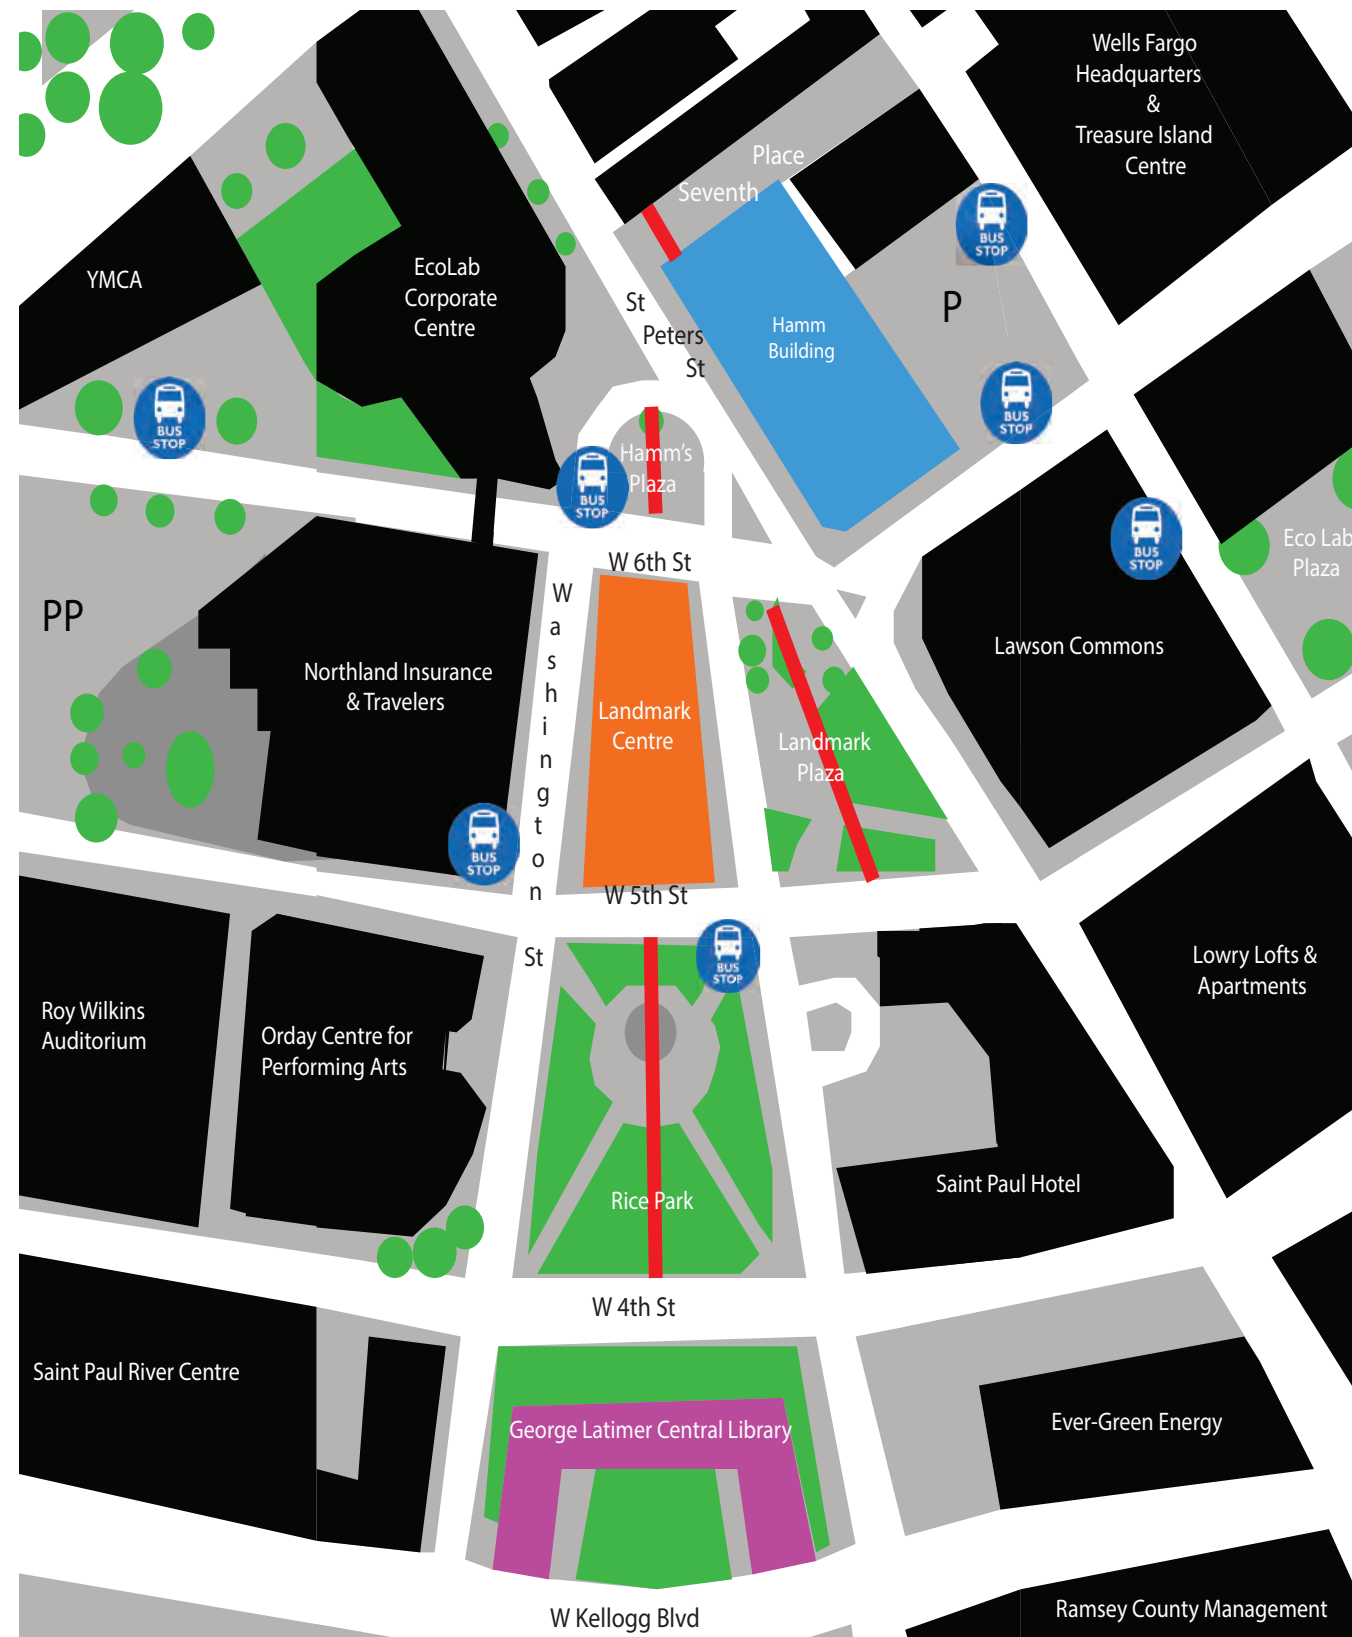 Wells Fargo
Headquarters
&
Treasure Island
Centre
Place
Seventh
BUS
STOP
YMCA
EcoLab
Corporate
Centre
St
Peters
St
Hamm
Building
P
BUS
STOP
BUS
STOP
Hamm's
Plaza
BUS
STOP
BUS
STOP
Eco Lab
Plaza
W 6th St
PP
Washington
St
Northland Insurance
& Travelers
Landmark
Centre
Landmark
Plaza
Lawson Commons
BUS
STOP
W 5th St
BUS
STOP
Roy Wilkins
Auditorium
Orday Centre for
Performing Arts
Lowry Lofts &
Apartments
Rice Park
Saint Paul Hotel
W 4th St
Saint Paul River Centre
George Latimer Central Library
Ever-Green Energy
W Kellogg Blvd
Ramsey County Management